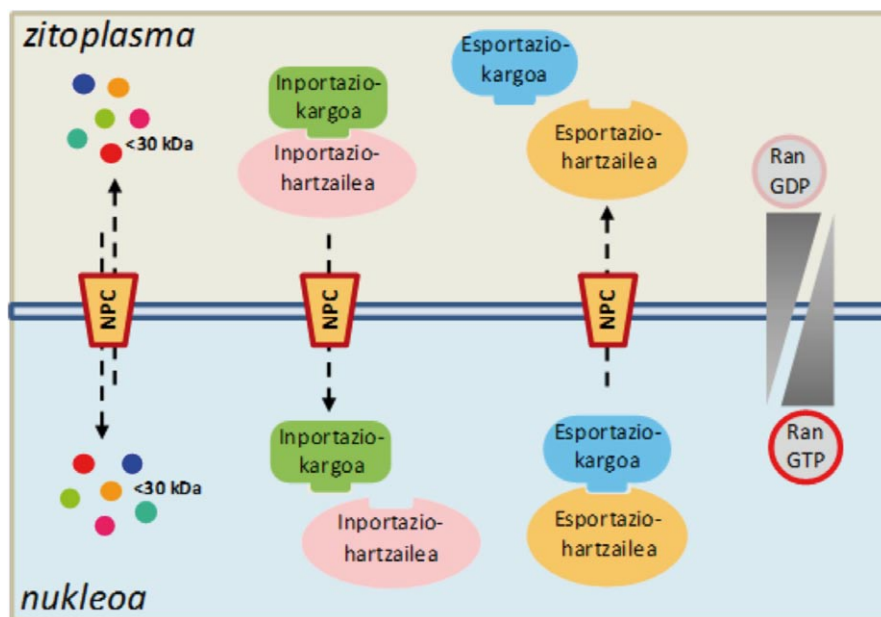 zitoplasma
<30 kDa
Inportazio-
kargoa
Inportazio-
hartzailea
Esportazio-
kargoa
Esportazio-
hartzailea
Ran
GDP
NPC
NPC
NPC
<30 kDa
Inportazio-
kargoa
Inportazio-
hartzailea
Esportazio-
kargoa
Esportazio-
hartzailea
Ran
GTP
nukleoa